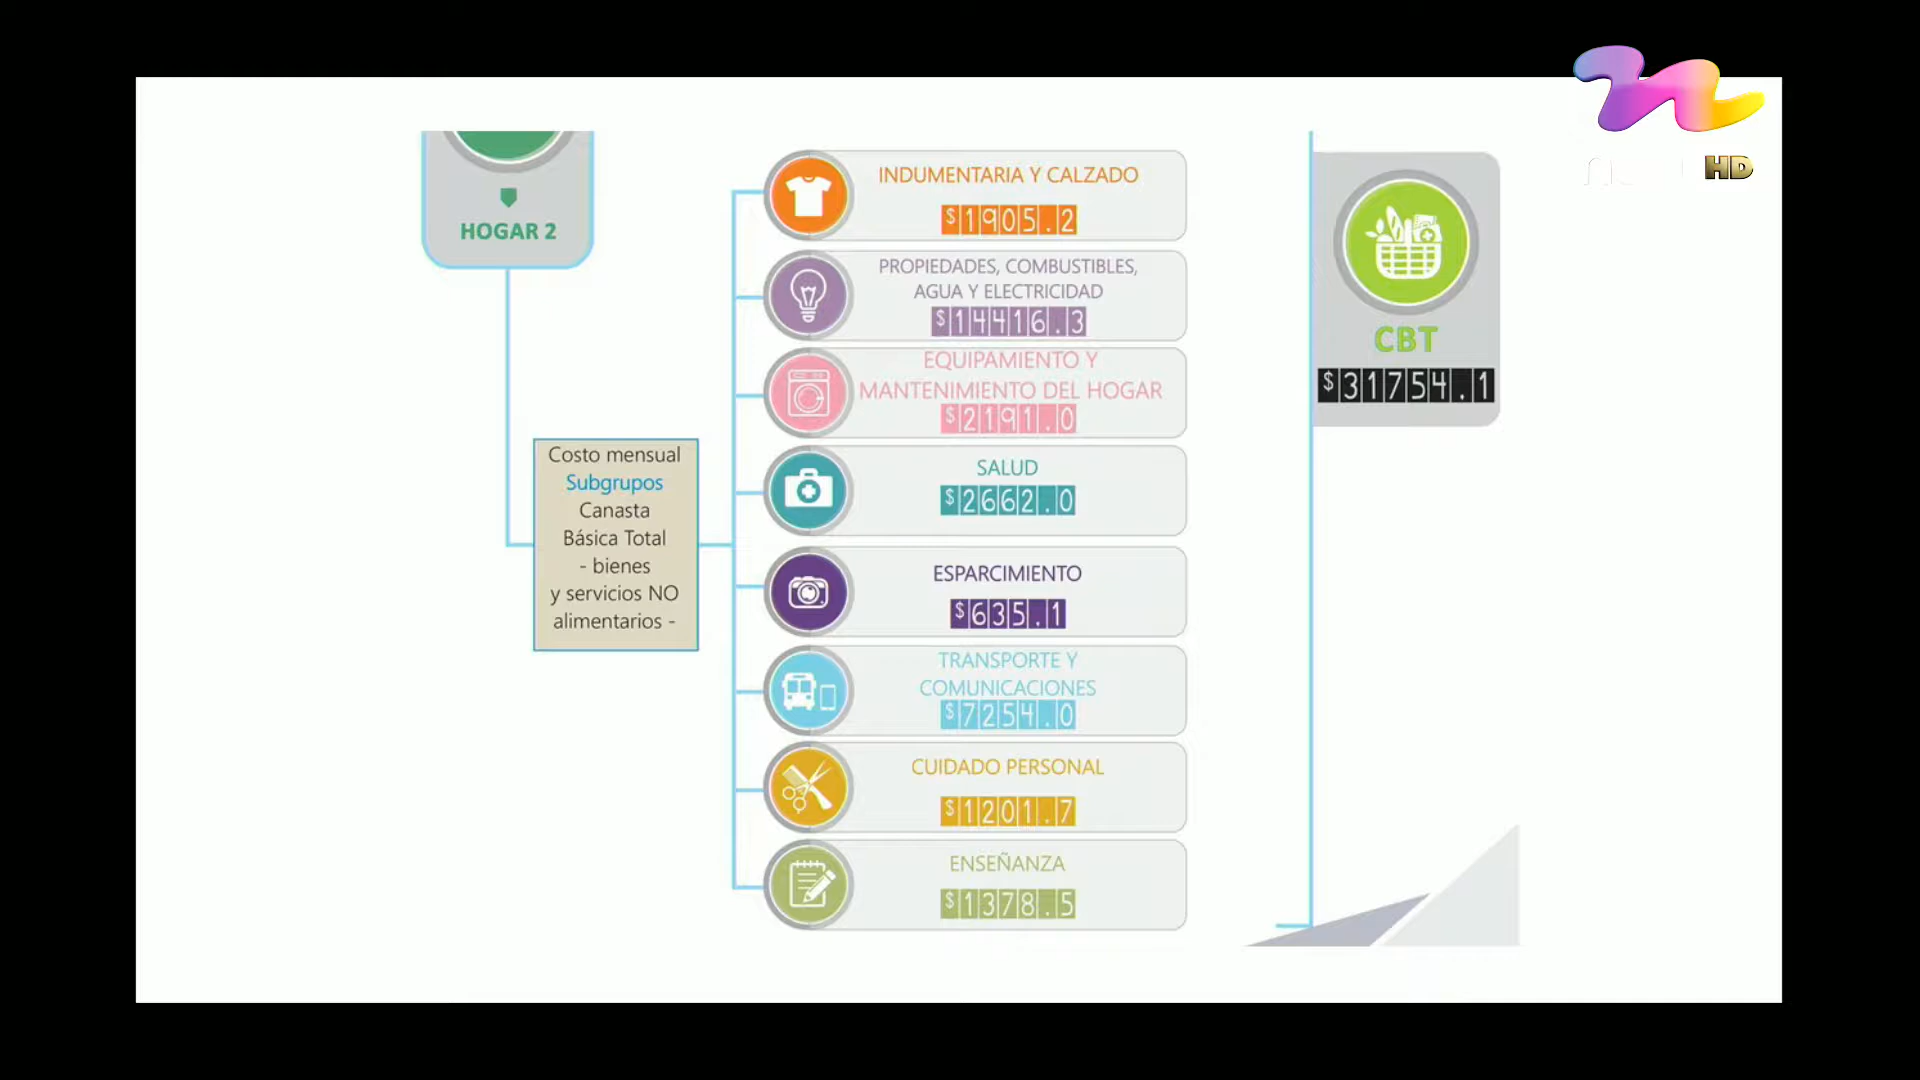 HOGAR 2
Costo mensual
Subgrupos
Canasta
Básica Total
- bienes
y servicios NO
alimentarios -
INDUMENTARIA Y CALZADO
$1905.2
PROPIEDADES, COMBUSTIBLES,
AGUA Y ELECTRICIDAD
$14416.3
EQUIPAMIENTO Y
MANTENIMIENTO DEL HOGAR
$2191.0
SALUD
$2662.0
ESPARCIMIENTO
$635.1
TRANSPORTE Y
COMUNICACIONES
$7254.0
CUIDADO PERSONAL
$1201.7
ENSEÑANZA
$1378.5
CBT
$31754.1
HD